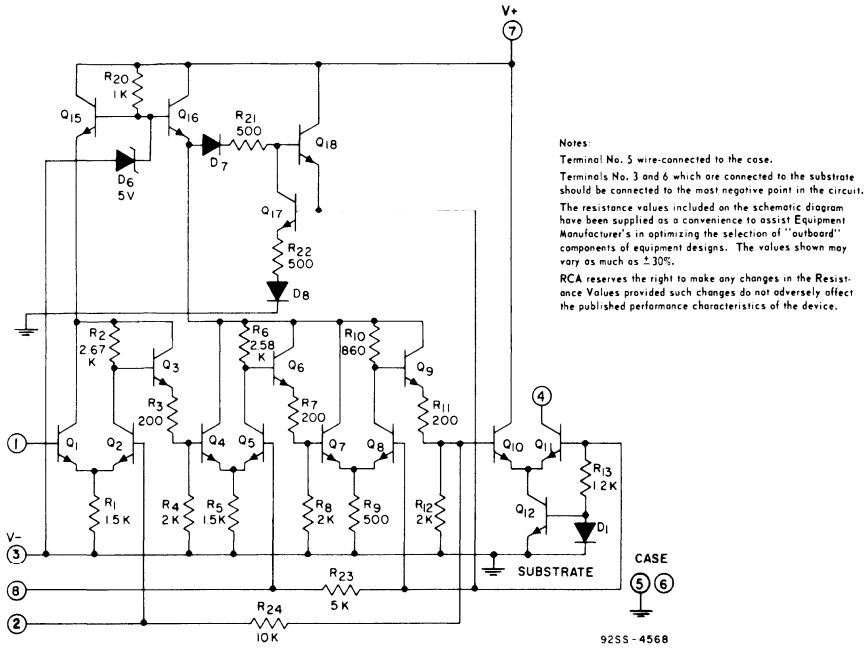 V+
7
R20
1K
Q15
Q16
R21
500
D7
Q18
D6
5V
Q17
R22
500
D8
R2
2.67
K
Q3
R3
200
R6
2.58
K
Q6
R7
200
R10
860
Q9
R11
200
4
1
Q1
Q2
Q4
Q5
Q7
Q8
Q10
Q11
R13
1.2K
R1
1.5K
R4
2K
R5
1.5K
R8
2K
R9
500
R12
2K
Q12
D1
V-
3
SUBSTRATE
CASE
5 6
8
R23
5K
2
R24
10K
92SS-4568
Notes:
Terminal No. 5 wire-connected to the case.
Terminals No. 3 and 6 which are connected to the substrate
should be connected to the most negative point in the circuit.
The resistance values included on the schematic diagram
have been supplied as a convenience to assist Equipment
Manufacturer's in optimizing the selection of "outboard"
components of equipment designs. The values shown may
vary as much as ±30%.
RCA reserves the right to make any changes in the Resist-
ance Values provided such changes do not adversely affect
the published performance characteristics of the device.